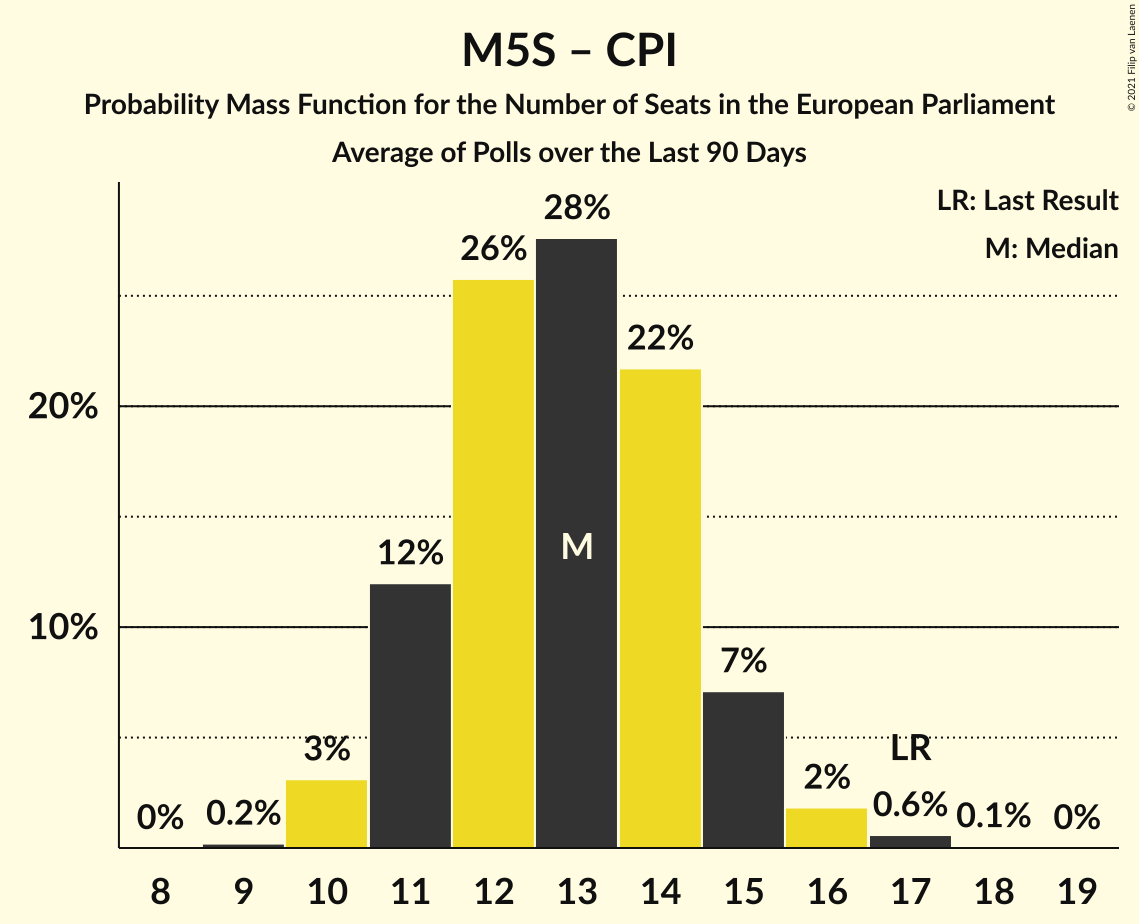 M5S – CPI
Probability Mass Function for the Number of Seats in the European Parliament
Average of Polls over the Last 90 Days
© 2021 Filip van Laenen
LR: Last Result
M: Median
20%
10%
0%
0.2%
3%
12%
26%
28%
22%
7%
2%
0.6%
0.1%
0%
M
LR
8 9 10 11 12 13 14 15 16 17 18 19